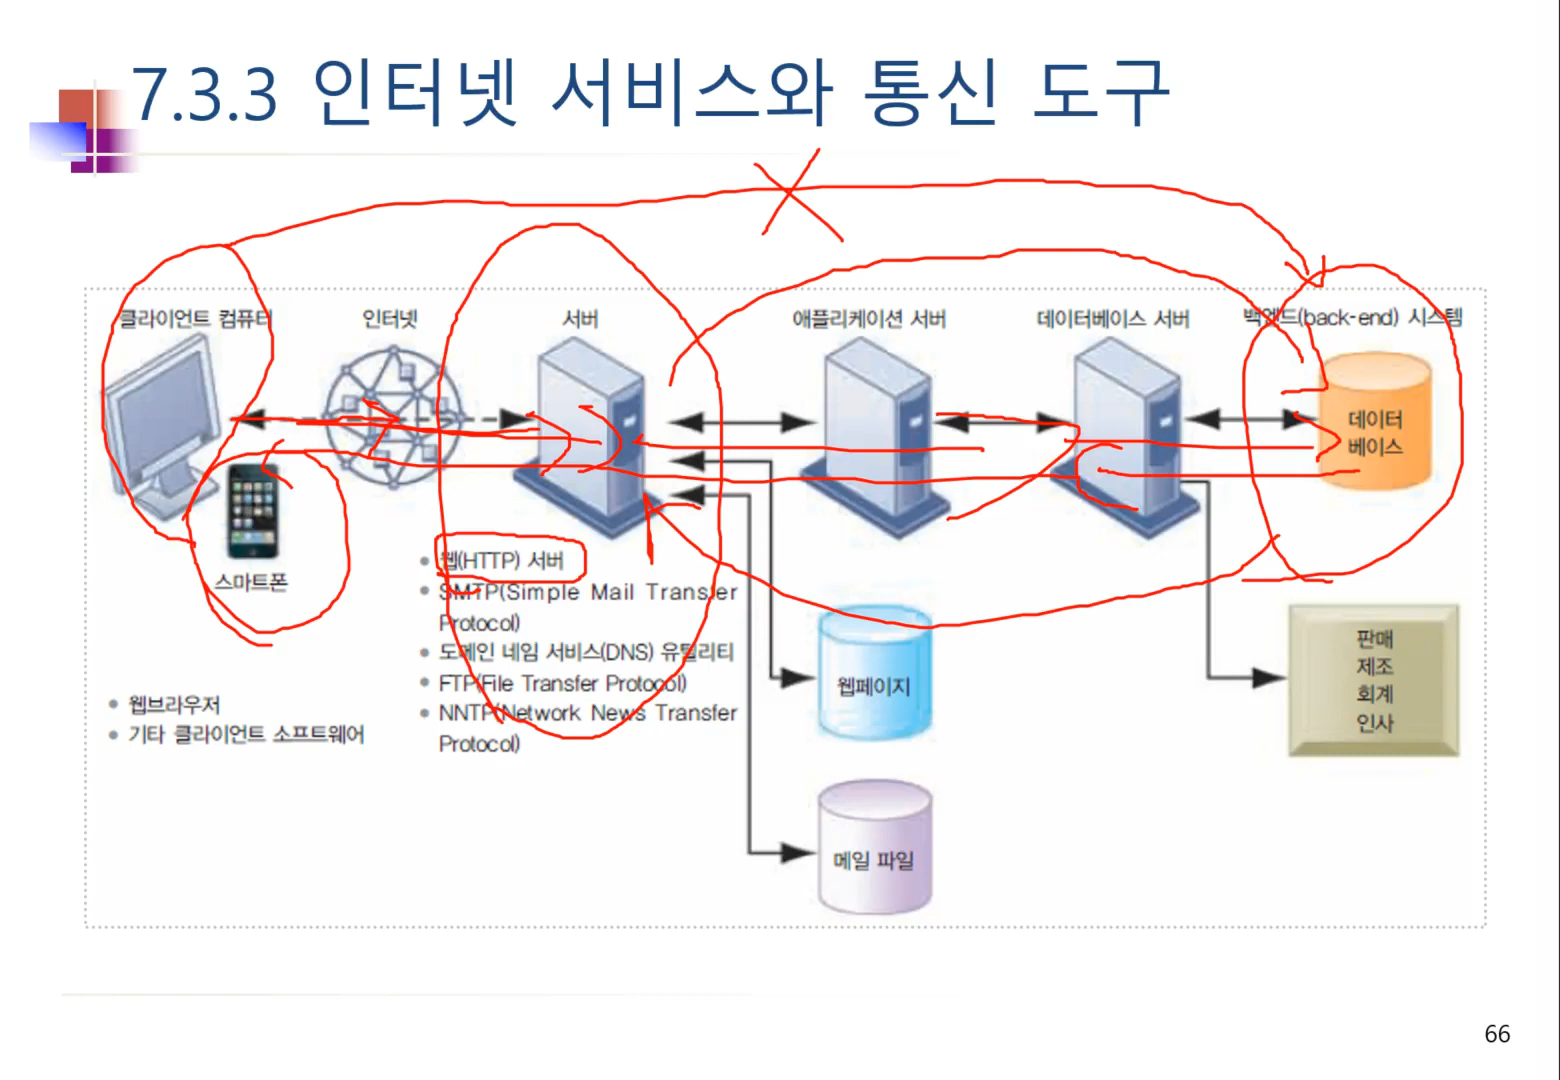 7.3.3 인터넷 서비스와 통신 도구
클라이언트 컴퓨터
인터넷
서버
애플리케이션 서버
데이터베이스 서버
백엔드(back-end) 시스템
데이터
베이스
스마트폰
• 웹브라우저
• 기타 클라이언트 소프트웨어
• 웹(HTTP) 서버
• SMTP(Simple Mail Transfer
Protocol)
• 도메인 네임 서비스(DNS) 유틸리티
• FTP(File Transfer Protocol)
• NNTP(Network News Transfer
Protocol)
웹페이지
메일 파일
판매
제조
회계
인사
66